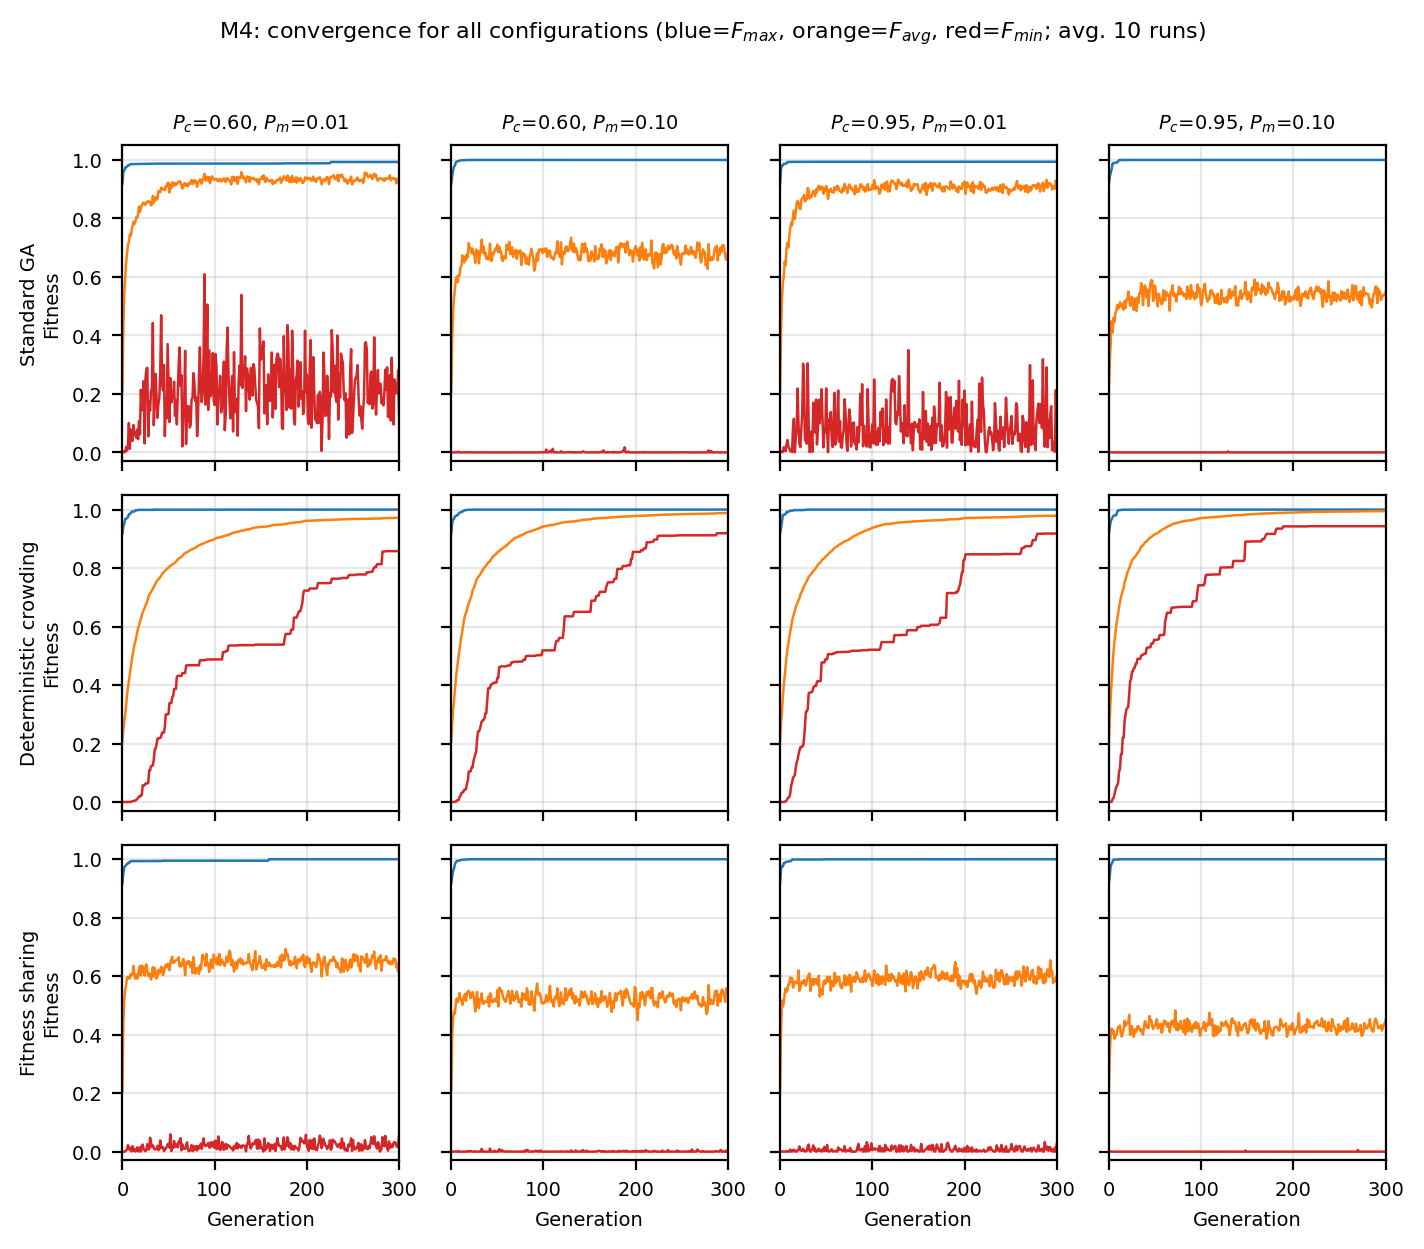 M4: convergence for all configurations (blue=F_max, orange=F_avg, red=F_min; avg. 10 runs)
P_c=0.60, P_m=0.01
P_c=0.60, P_m=0.10
P_c=0.95, P_m=0.01
P_c=0.95, P_m=0.10
Standard GA
Fitness
1.0
0.8
0.6
0.4
0.2
0.0
Deterministic crowding
Fitness
1.0
0.8
0.6
0.4
0.2
0.0
Fitness sharing
Fitness
1.0
0.8
0.6
0.4
0.2
0.0
0 100 200 300
0 100 200 300
0 100 200 300
0 100 200 300
Generation
Generation
Generation
Generation